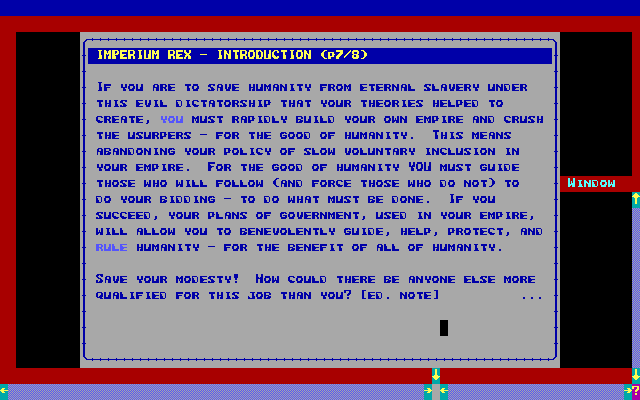 IMPERIUM REX – INTRODUCTION (p7/8)
IF YOU ARE TO SAVE HUMANITY FROM ETERNAL SLAVERY UNDER
THIS EVIL DICTATORSHIP THAT YOUR THEORIES HELPED TO
CREATE, YOU MUST RAPIDLY BUILD YOUR OWN EMPIRE AND CRUSH
THE USURPERS – FOR THE GOOD OF HUMANITY.  THIS MEANS
ABANDONING YOUR POLICY OF SLOW VOLUNTARY INCLUSION IN
YOUR EMPIRE.  FOR THE GOOD OF HUMANITY YOU MUST GUIDE
THOSE WHO WILL FOLLOW (AND FORCE THOSE WHO DO NOT) TO
DO YOUR BIDDING – TO DO WHAT MUST BE DONE.  IF YOU
SUCCEED, YOUR PLANS OF GOVERNMENT, USED IN YOUR EMPIRE,
WILL ALLOW YOU TO BENEVOLENTLY GUIDE, HELP, PROTECT, AND
RULE HUMANITY – FOR THE BENEFIT OF ALL OF HUMANITY.
SAVE YOUR MODESTY!  HOW COULD THERE BE ANYONE ELSE MORE
QUALIFIED FOR THIS JOB THAN YOU? [ED. NOTE] ...
WINDOW
?